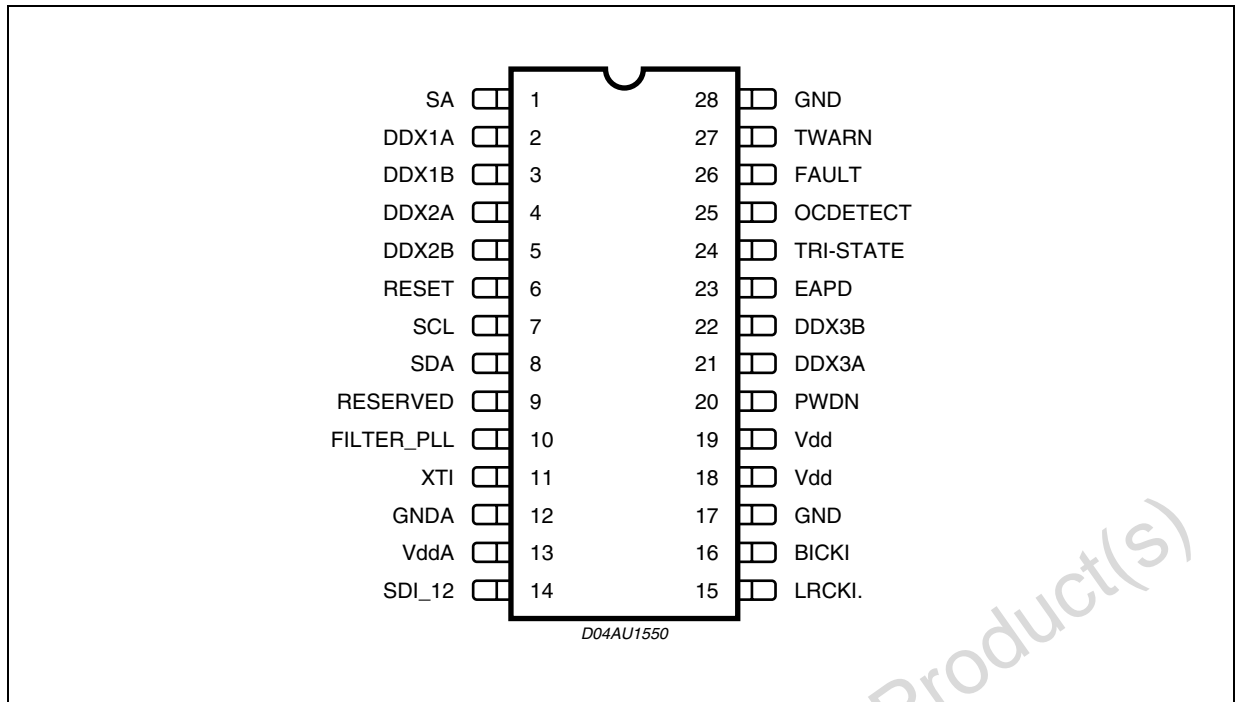 SA 1 28 GND
DDX1A 2 27 TWARN
DDX1B 3 26 FAULT
DDX2A 4 25 OCDETECT
DDX2B 5 24 TRI-STATE
RESET 6 23 EAPD
SCL 7 22 DDX3B
SDA 8 21 DDX3A
RESERVED 9 20 PWDN
FILTER_PLL 10 19 Vdd
XTI 11 18 Vdd
GNDA 12 17 GND
VddA 13 16 BICKI
SDI_12 14 15 LRCKI.
D04AU1550
Product(s)